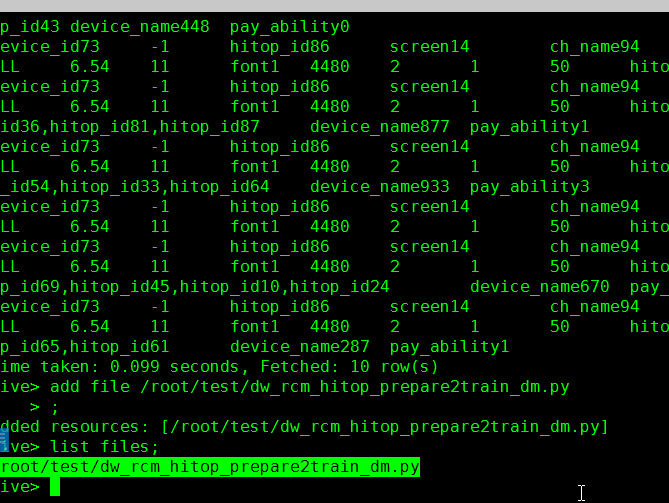 p_id43 device_name448 pay_ability0
evice_id73 -1 hitop_id86 screen14 ch_name94
LL 6.54 11 font1 4480 2 1 50 hito
evice_id73 -1 hitop_id86 screen14 ch_name94
LL 6.54 11 font1 4480 2 1 50 hito
id36,hitop_id81,hitop_id87 device_name877 pay_ability1
evice_id73 -1 hitop_id86 screen14 ch_name94
LL 6.54 11 font1 4480 2 1 50 hito
_id54,hitop_id33,hitop_id64 device_name933 pay_ability3
evice_id73 -1 hitop_id86 screen14 ch_name94
LL 6.54 11 font1 4480 2 1 50 hito
evice_id73 -1 hitop_id86 screen14 ch_name94
LL 6.54 11 font1 4480 2 1 50 hito
p_id69,hitop_id45,hitop_id10,hitop_id24 device_name670 pay_
evice_id73 -1 hitop_id86 screen14 ch_name94
LL 6.54 11 font1 4480 2 1 50 hito
p_id65,hitop_id61 device_name287 pay_ability1
ime taken: 0.099 seconds, Fetched: 10 row(s)
ive> add file /root/test/dw_rcm_hitop_prepare2train_dm.py
> ;
dded resources: [/root/test/dw_rcm_hitop_prepare2train_dm.py]
ive> list files;
root/test/dw_rcm_hitop_prepare2train_dm.py
ive>